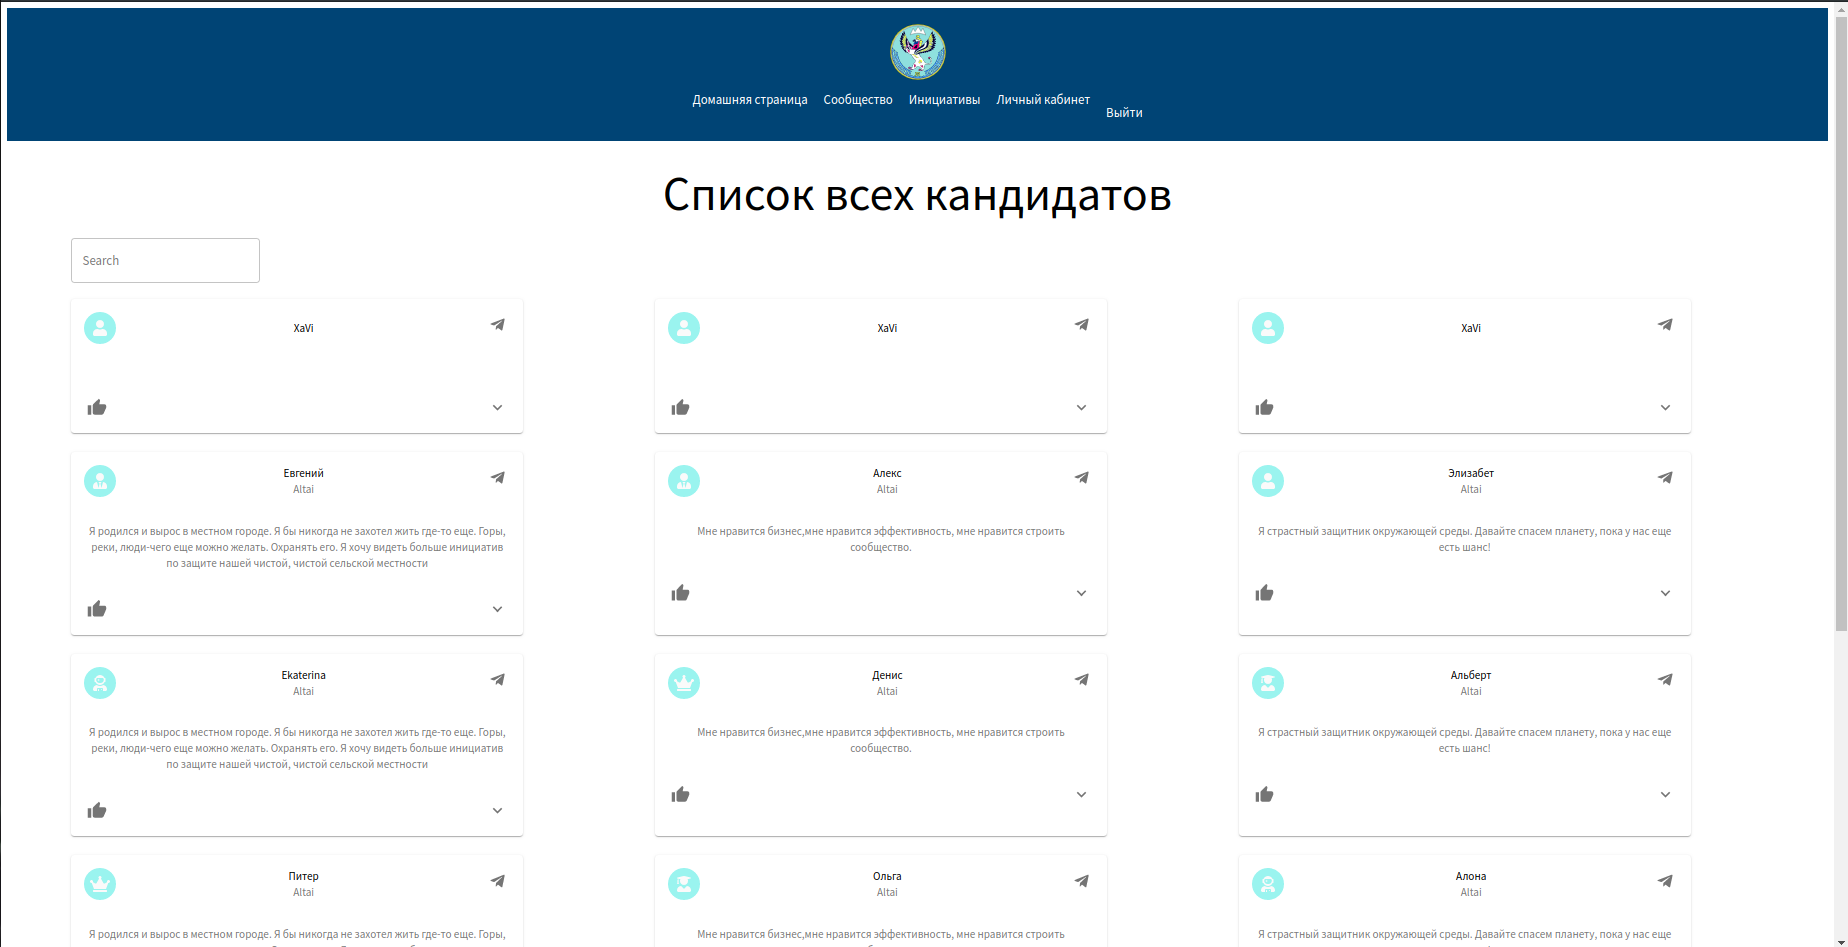 Домашняя страница Сообщество Инициативы Личный кабинет
Выйти
Список всех кандидатов
Search
XaVi
XaVi
XaVi
Евгений
Altai
Я родился и вырос в местном городе. Я бы никогда не захотел жить где-то еще. Горы,
реки, люди-чего еще можно желать. Охранять его. Я хочу видеть больше инициатив
по защите нашей чистой, чистой сельской местности
Алекс
Altai
Мне нравится бизнес,мне нравится эффективность, мне нравится строить
сообщество.
Элизабет
Altai
Я страстный защитник окружающей среды. Давайте спасем планету, пока у нас еще
есть шанс!
Ekaterina
Altai
Я родился и вырос в местном городе. Я бы никогда не захотел жить где-то еще. Горы,
реки, люди-чего еще можно желать. Охранять его. Я хочу видеть больше инициатив
по защите нашей чистой, чистой сельской местности
Денис
Altai
Мне нравится бизнес,мне нравится эффективность, мне нравится строить
сообщество.
Альберт
Altai
Я страстный защитник окружающей среды. Давайте спасем планету, пока у нас еще
есть шанс!
Питер
Altai
Я родился и вырос в местном городе. Я бы никогда не захотел жить где-то еще. Горы,
Ольга
Altai
Мне нравится бизнес,мне нравится эффективность, мне нравится строить
Алона
Altai
Я страстный защитник окружающей среды. Давайте спасем планету, пока у нас еще